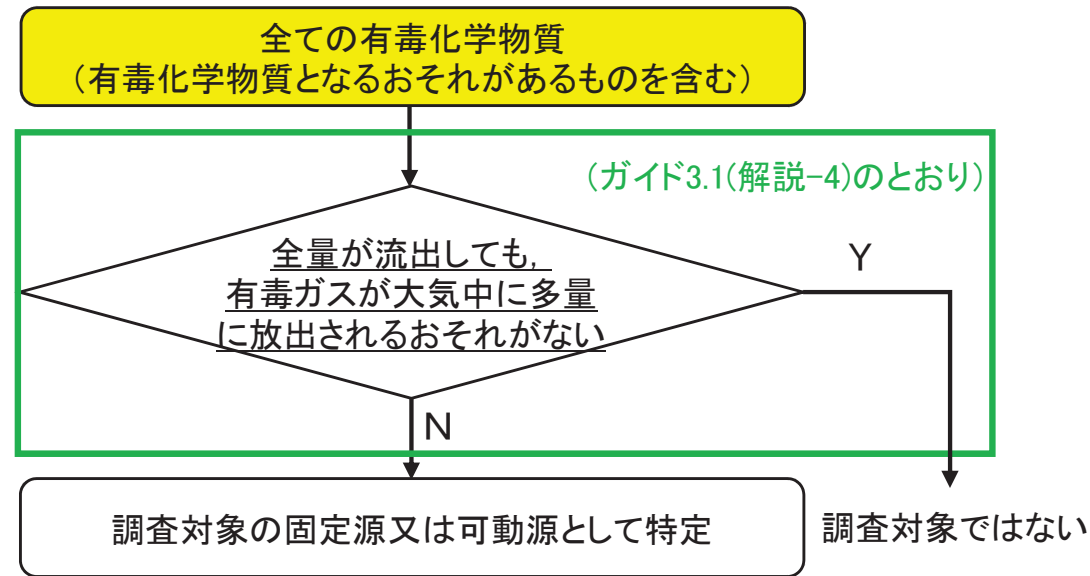 全ての有毒化学物質
（有毒化学物質となるおそれがあるものを含む）
（ガイド3.1(解説-4)のとおり）
全量が流出しても，
有毒ガスが大気中に多量
に放出されるおそれがない
Ｙ
Ｎ
調査対象の固定源又は可動源として特定
調査対象ではない